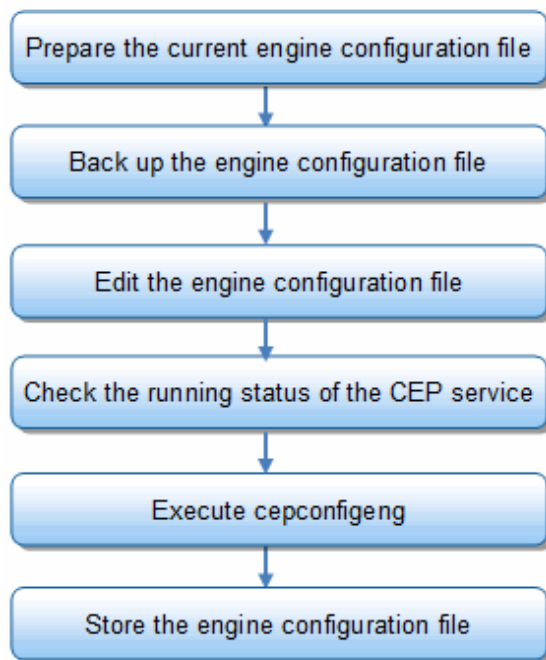 Prepare the current engine configuration file
Back up the engine configuration file
Edit the engine configuration file
Check the running status of the CEP service
Execute cepconfigeng
Store the engine configuration file